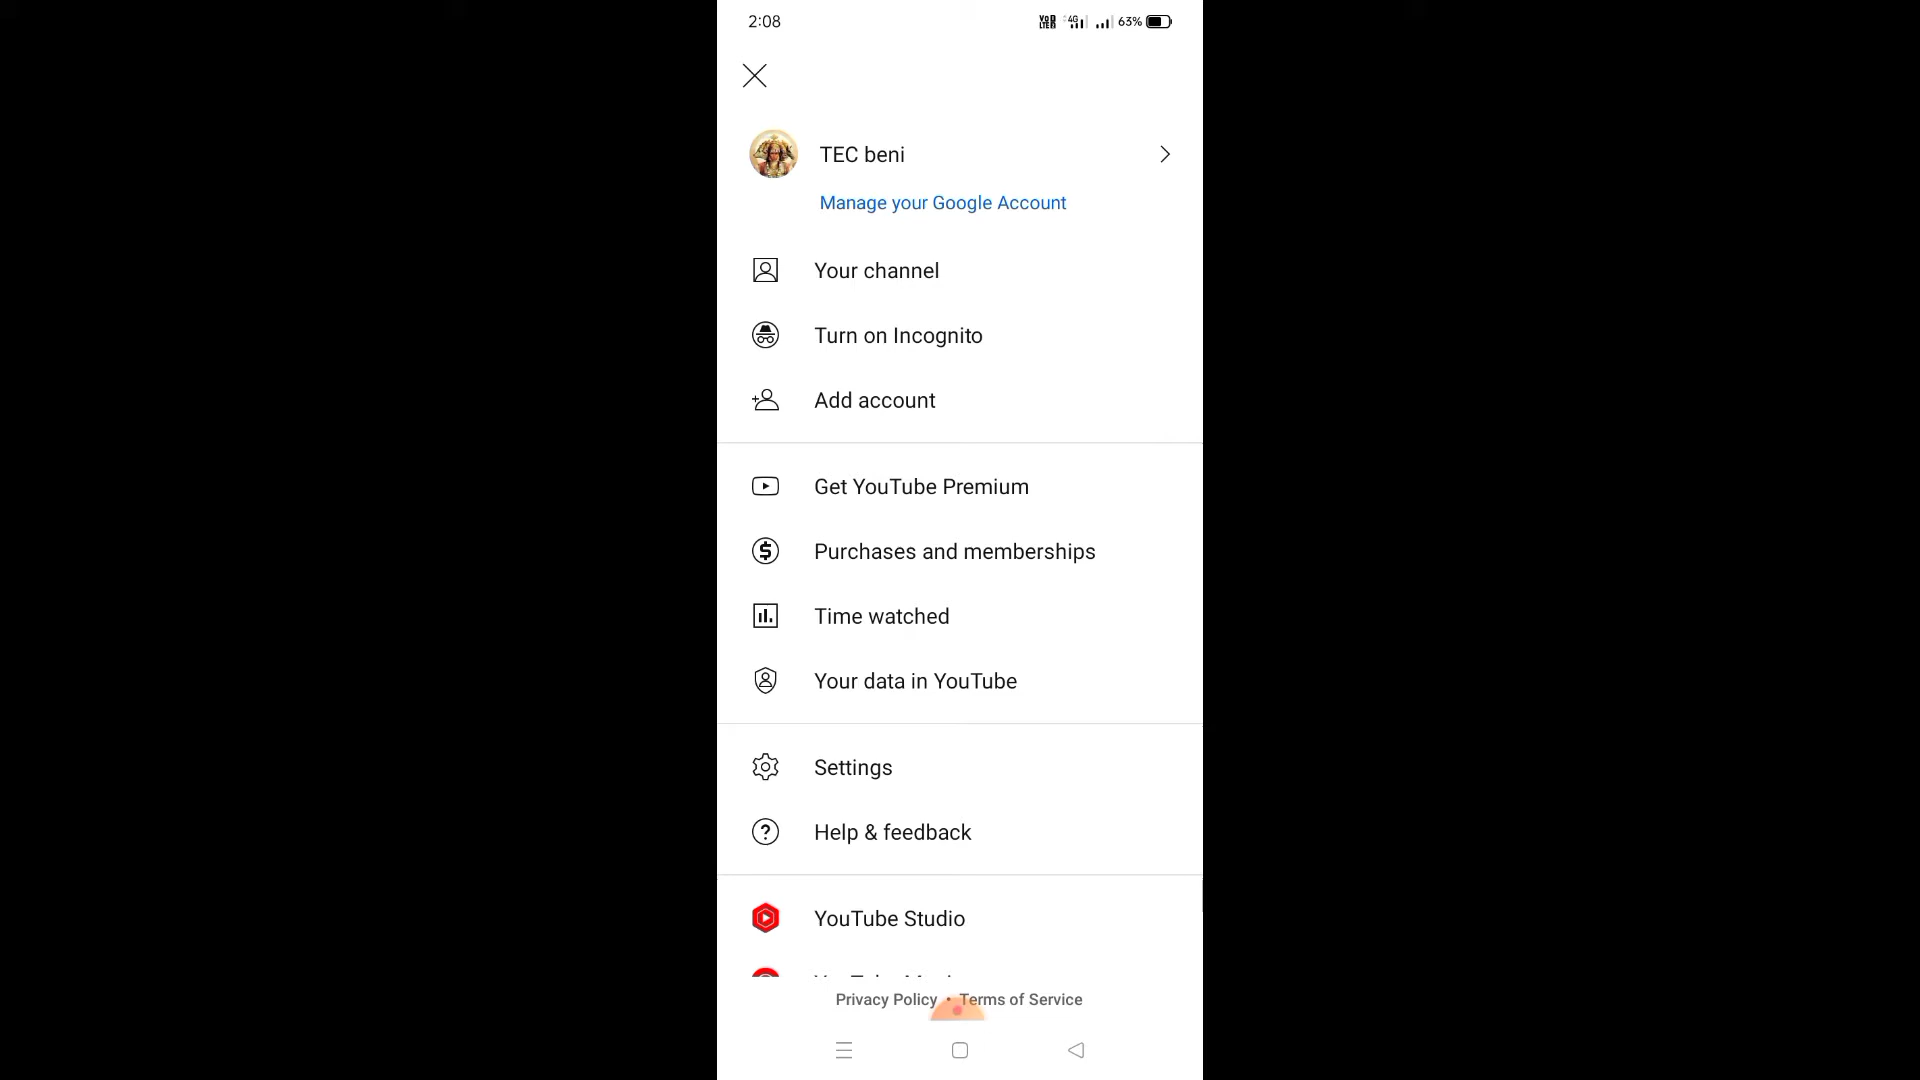 2:08
VoLTE 4G 63%
TEC beni
Manage your Google Account
Your channel
Turn on Incognito
Add account
Get YouTube Premium
Purchases and memberships
Time watched
Your data in YouTube
Settings
Help & feedback
YouTube Studio
Privacy Policy • Terms of Service